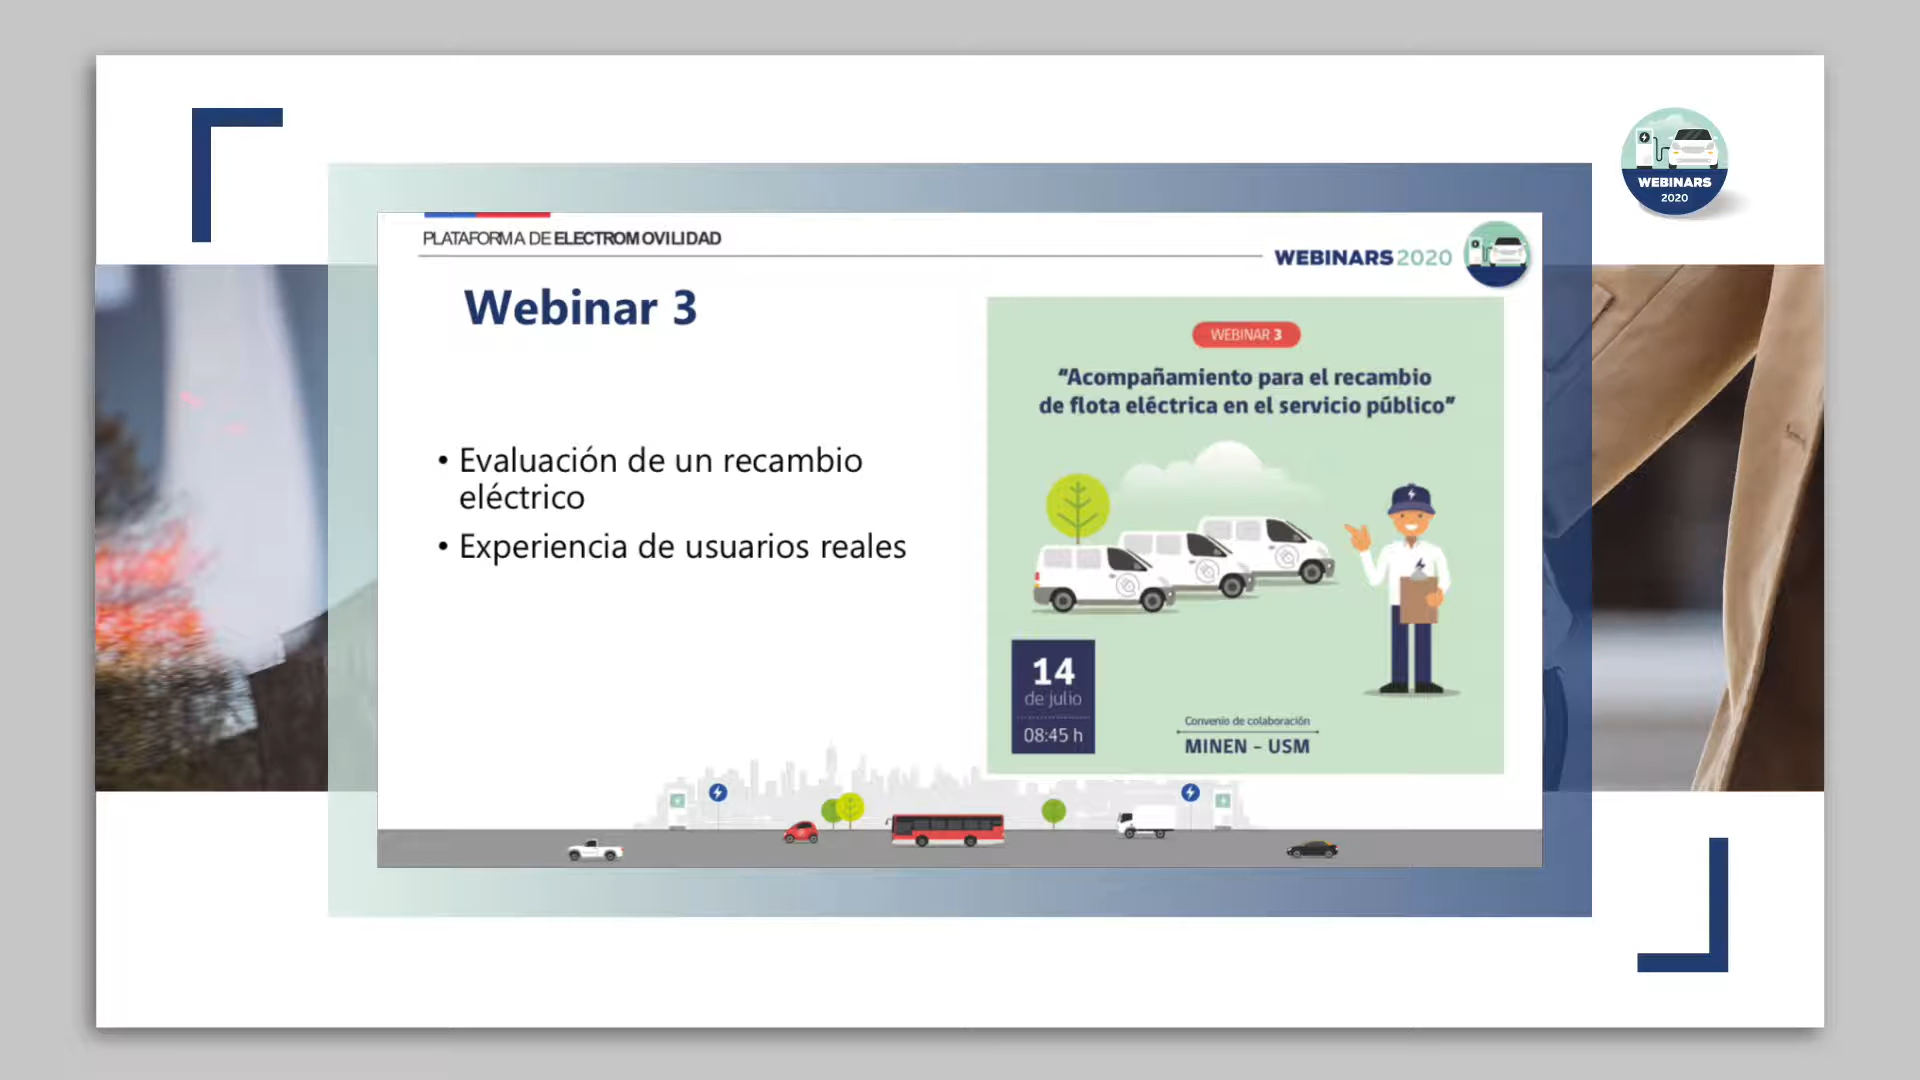 WEBINARS
2020
PLATAFORMA DE ELECTROMOVILIDAD
WEBINARS 2020
Webinar 3
• Evaluación de un recambio
eléctrico
• Experiencia de usuarios reales
WEBINAR 3
“Acompañamiento para el recambio
de flota eléctrica en el servicio público”
14
de julio
08:45 h
Convenio de colaboración
MINEN - USM